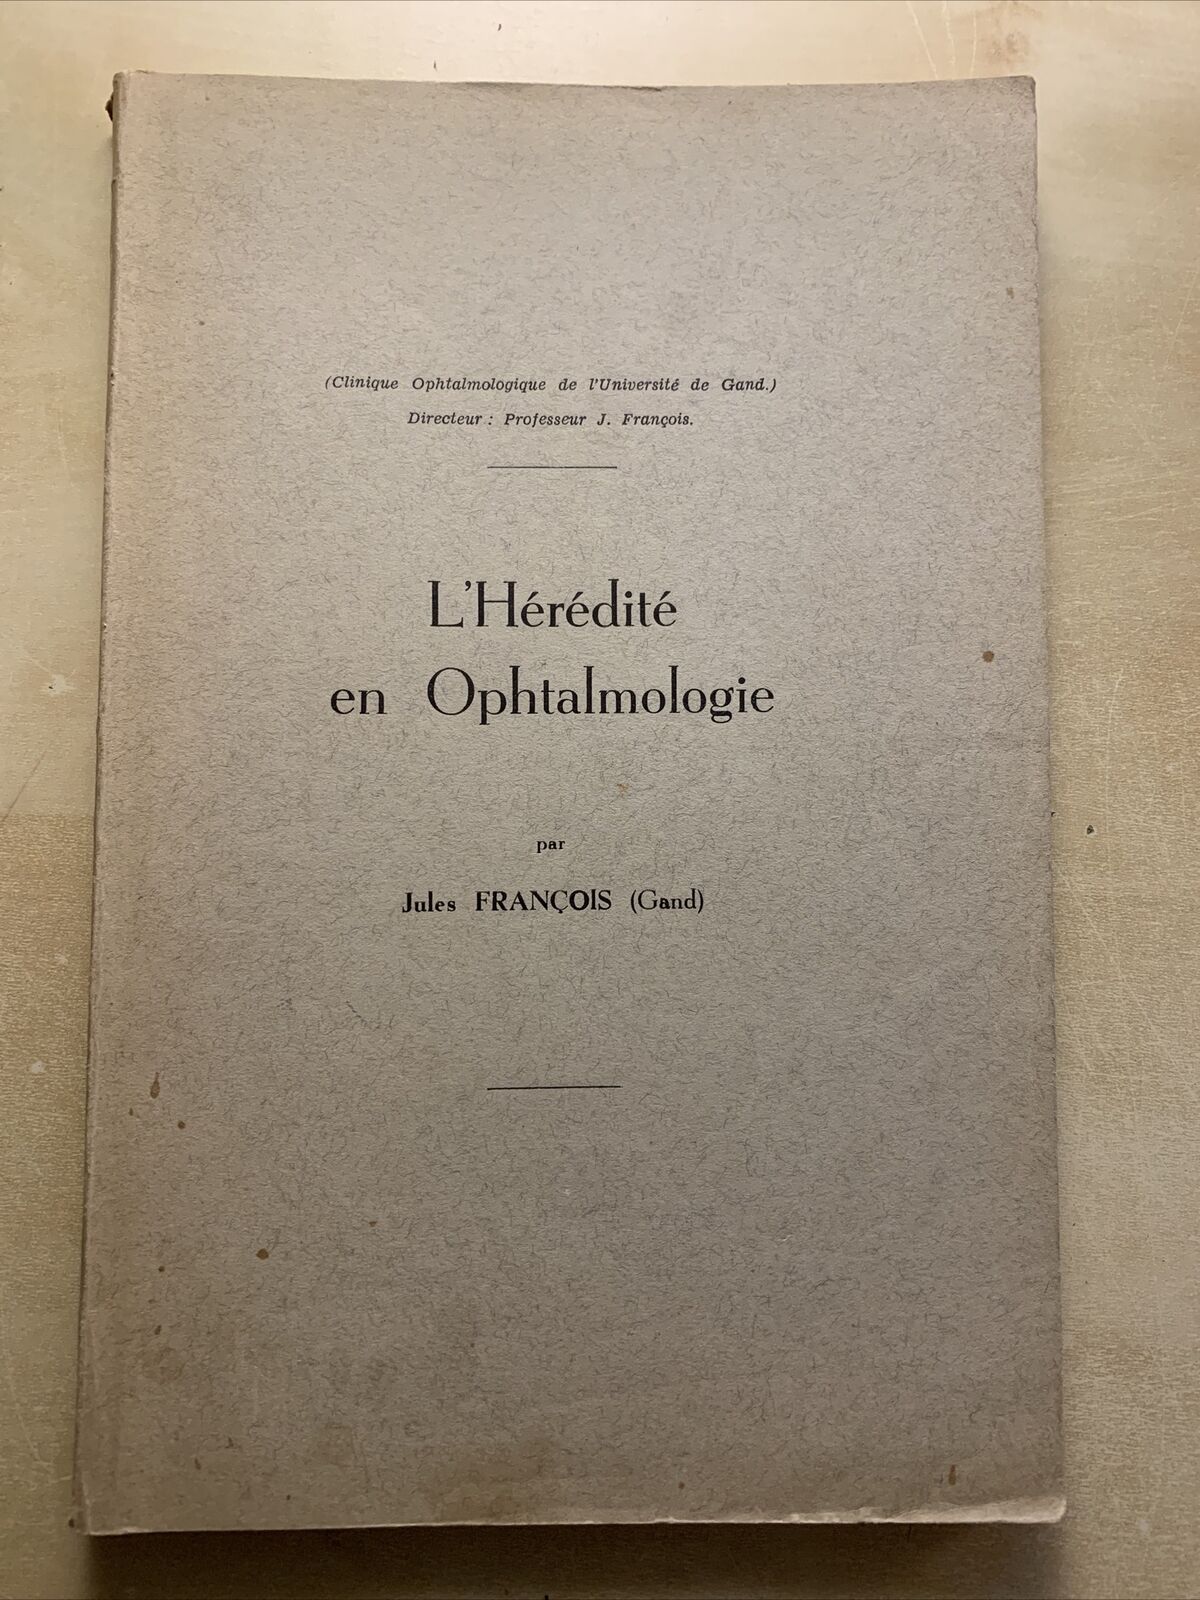 (Clinique Ophtalmologique de l'Université de Gand.)
Directeur : Professeur J. François.
L'Hérédité
en Ophtalmologie
par
Jules FRANÇOIS (Gand)